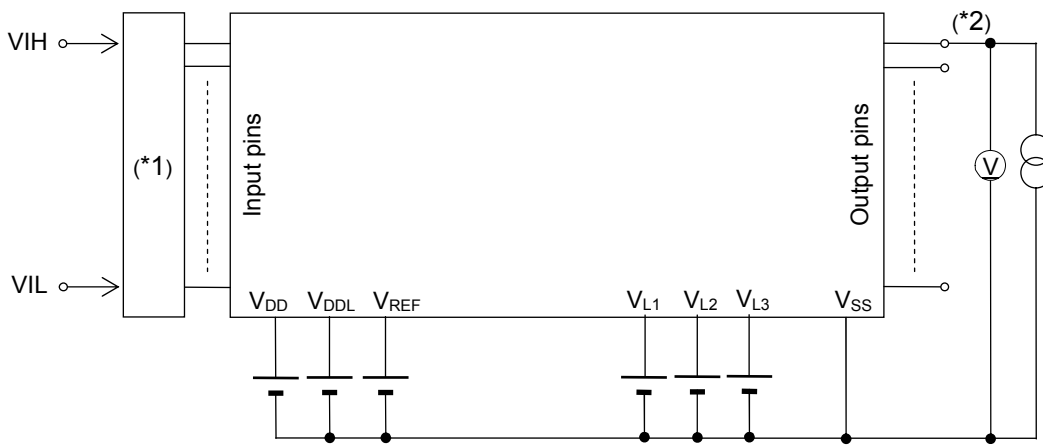 VIH
(*2)
(*1)
Input pins
Output pins
V
VIL
VDD
VDDL
VREF
VL1
VL2
VL3
VSS